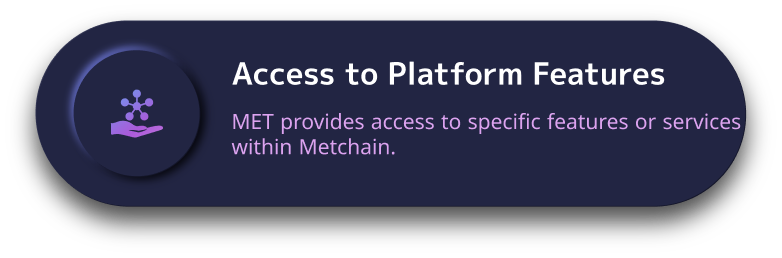 Access to Platform Features
MET provides access to specific features or services
within Metchain.